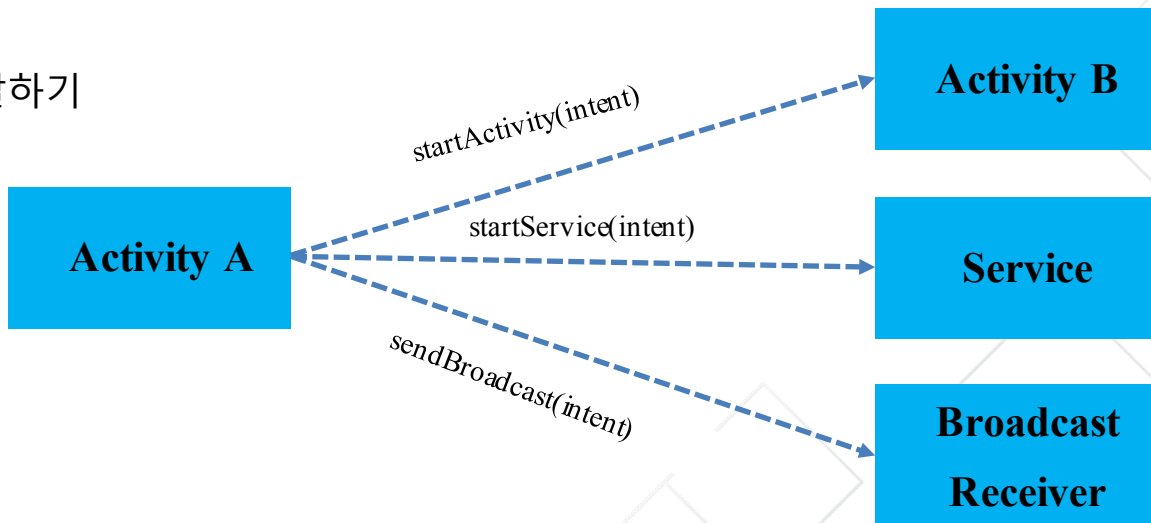 하기
Activity B
startActivity(intent)
startService(intent)
Activity A
Service
sendBroadcast(intent)
Broadcast
Receiver